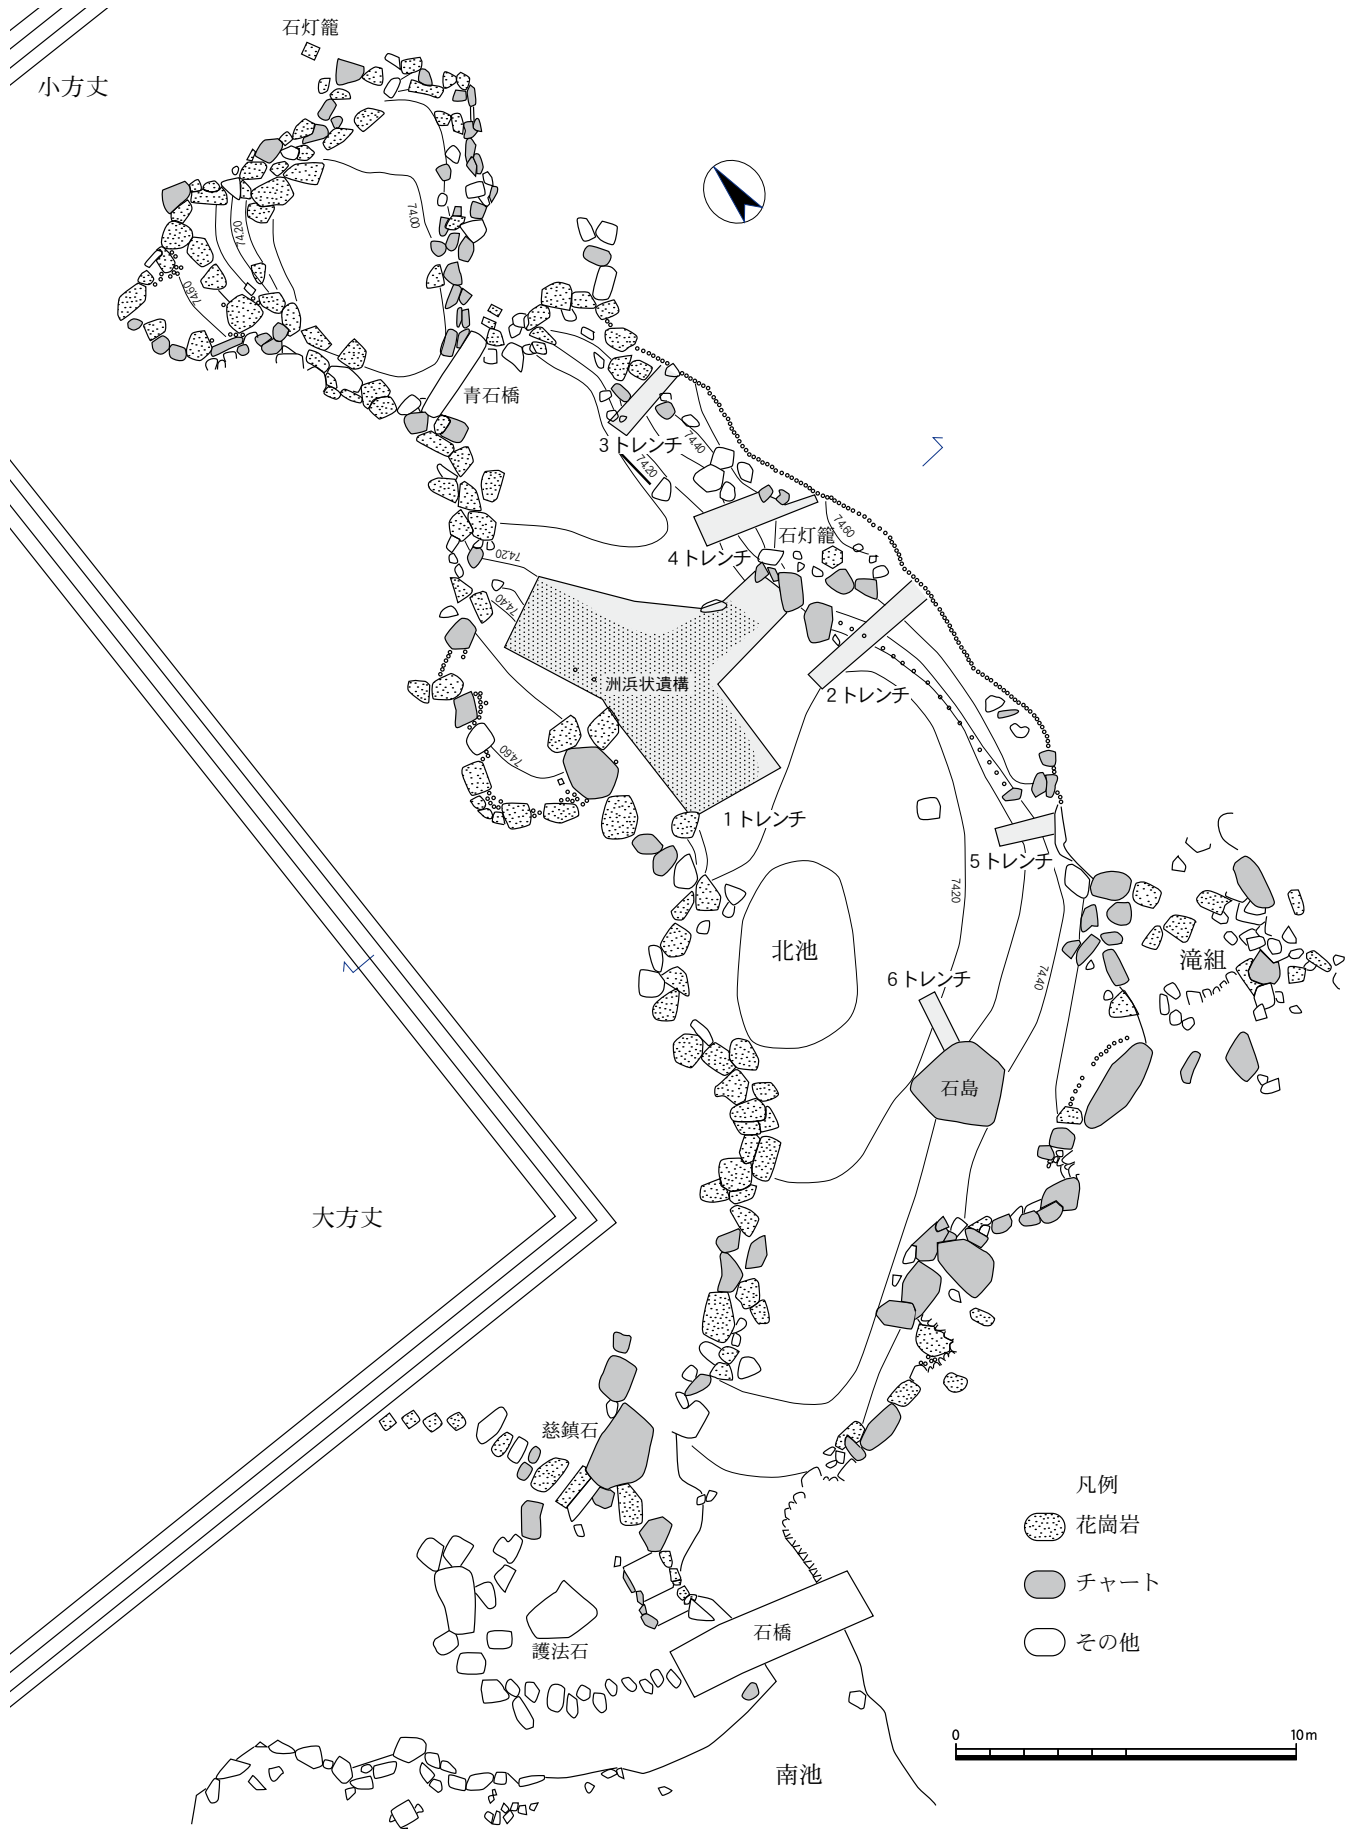 石灯籠
小方丈
74.00
74.20
74.60
青石橋
3トレンチ
74.40
74.20
石灯籠
74.60
4トレンチ
74.20
74.40
洲浜状遺構
2トレンチ
74.60
1トレンチ
5トレンチ
74.20
北池
滝組
6トレンチ
74.40
石島
大方丈
慈鎮石
凡例
花崗岩
チャート
その他
石橋
護法石
0 10m
南池